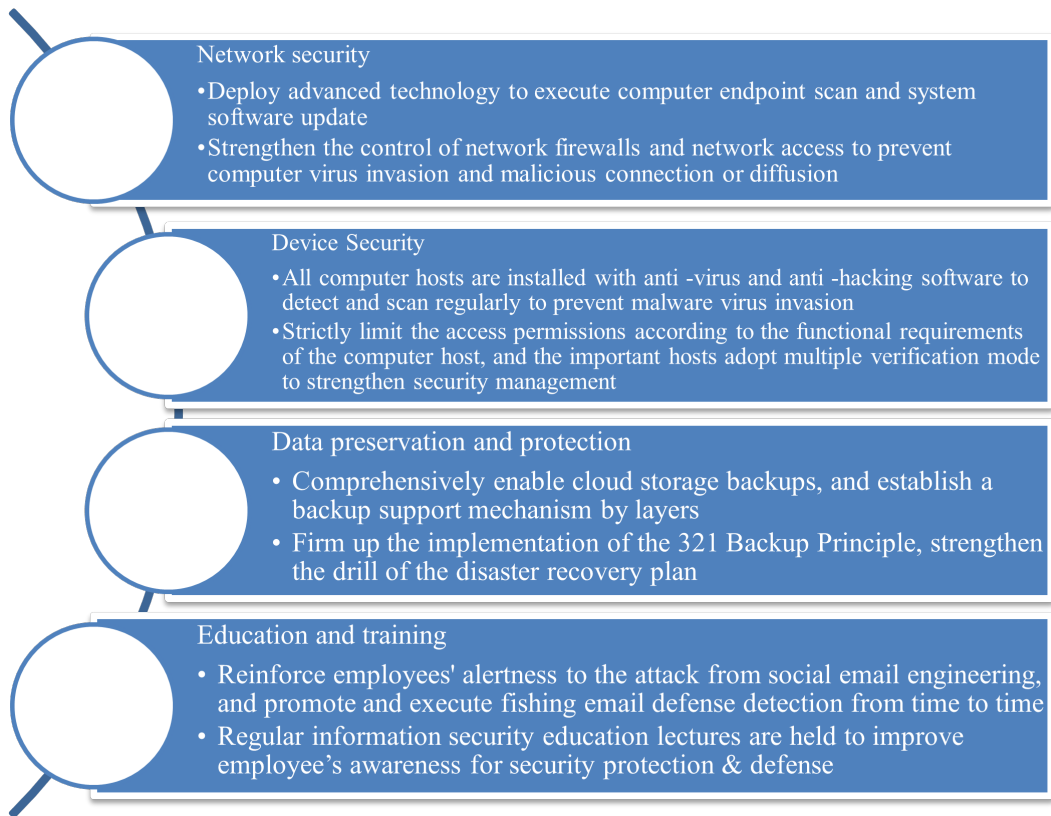 Network security
•Deploy advanced technology to execute computer endpoint scan and system
software update
•Strengthen the control of network firewalls and network access to prevent
computer virus invasion and malicious connection or diffusion
Device Security
•All computer hosts are installed with anti -virus and anti -hacking software to
detect and scan regularly to prevent malware virus invasion
•Strictly limit the access permissions according to the functional requirements
of the computer host, and the important hosts adopt multiple verification mode
to strengthen security management
Data preservation and protection
• Comprehensively enable cloud storage backups, and establish a
backup support mechanism by layers
• Firm up the implementation of the 321 Backup Principle, strengthen
the drill of the disaster recovery plan
Education and training
• Reinforce employees' alertness to the attack from social email engineering,
and promote and execute fishing email defense detection from time to time
• Regular information security education lectures are held to improve
employee’s awareness for security protection & defense